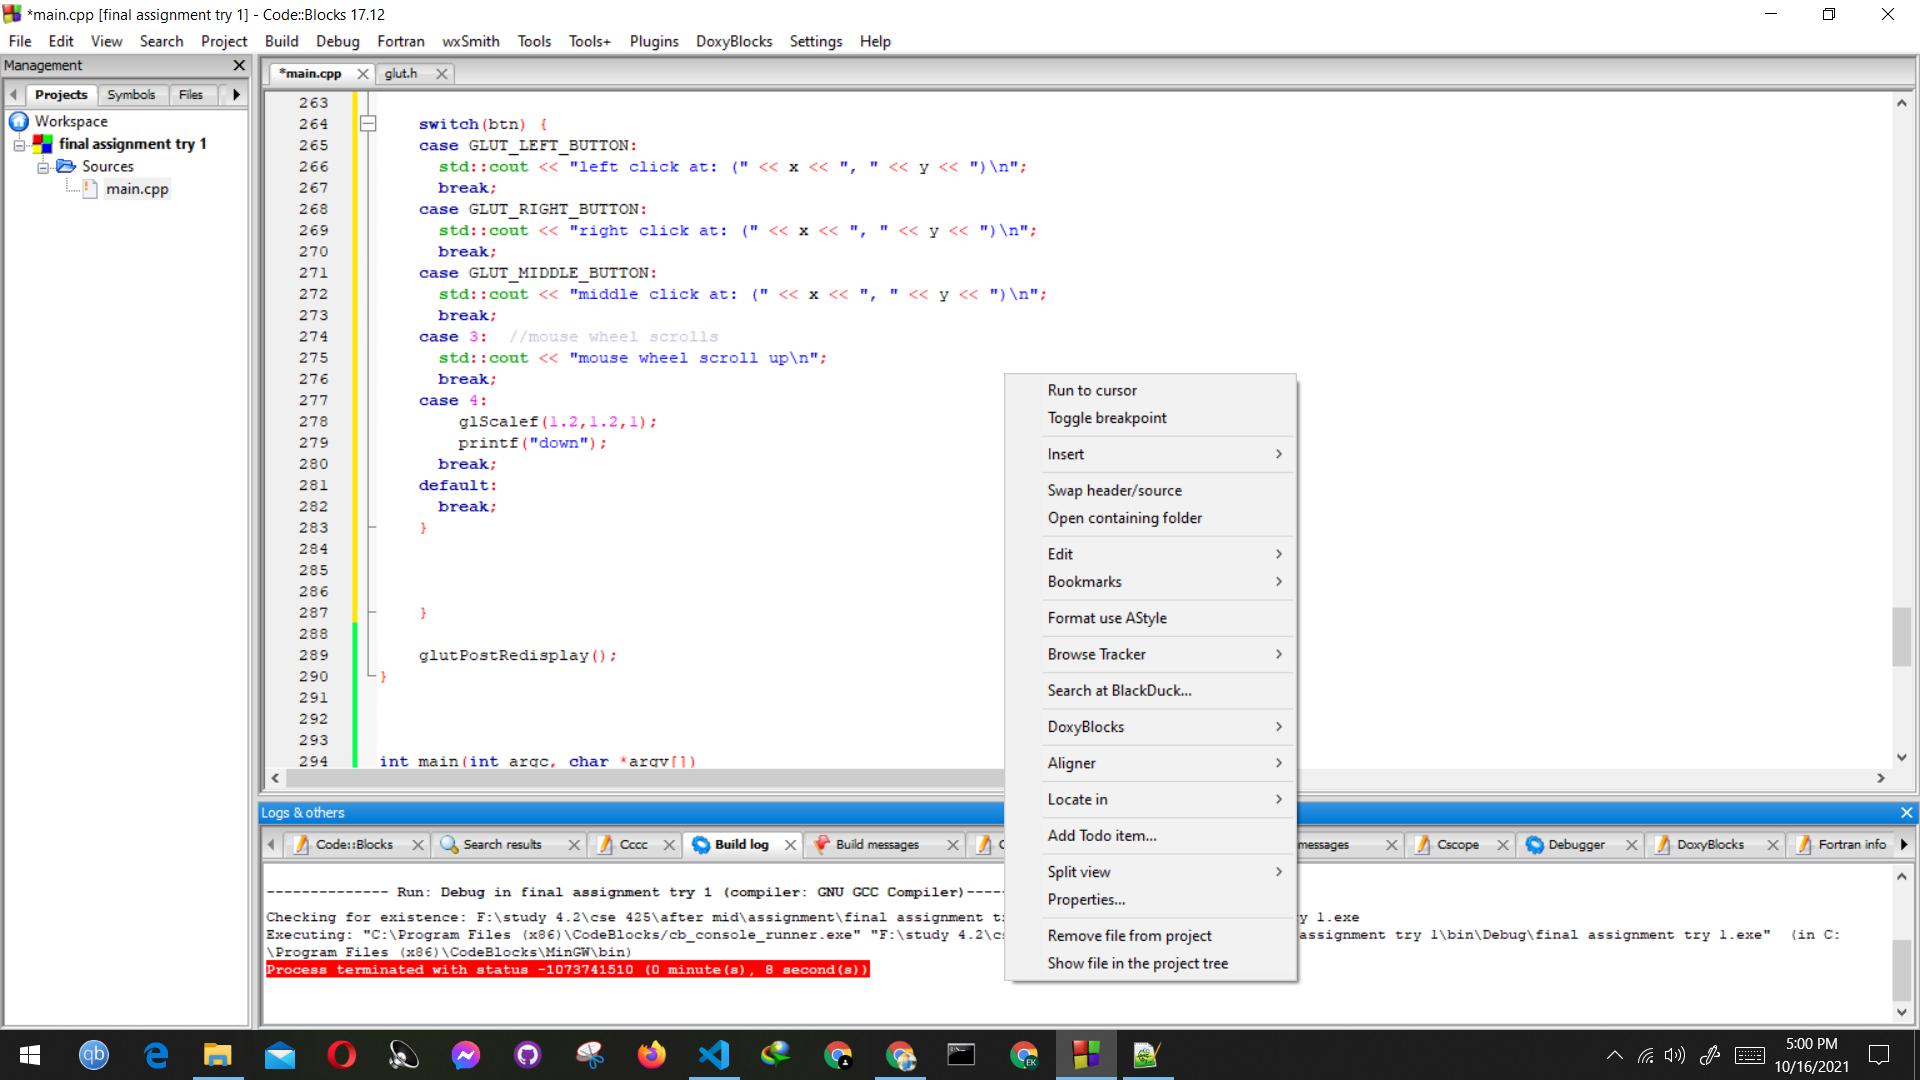 *main.cpp [final assignment try 1] - Code::Blocks 17.12
File Edit View Search Project Build Debug Fortran wxSmith Tools Tools+ Plugins DoxyBlocks Settings Help
Management
*main.cpp glut.h
Projects Symbols Files
Workspace
final assignment try 1
Sources
main.cpp
263
264 switch(btn) {
265 case GLUT_LEFT_BUTTON:
266 std::cout << "left click at: (" << x << ", " << y << ")\n";
267 break;
268 case GLUT_RIGHT_BUTTON:
269 std::cout << "right click at: (" << x << ", " << y << ")\n";
270 break;
271 case GLUT_MIDDLE_BUTTON:
272 std::cout << "middle click at: (" << x << ", " << y << ")\n";
273 break;
274 case 3: //mouse wheel scrolls
275 std::cout << "mouse wheel scroll up\n";
276 break;
277 case 4:
278 glScalef(1.2,1.2,1);
279 printf("down");
280 break;
281 default:
282 break;
283 }
284
285
286
287 }
288
289 glutPostRedisplay();
290 }
291
292
293
294 int main(int argc, char *argv[])
Run to cursor
Toggle breakpoint
Insert
Swap header/source
Open containing folder
Edit
Bookmarks
Format use AStyle
Browse Tracker
Search at BlackDuck...
DoxyBlocks
Aligner
Locate in
Add Todo item...
Split view
Properties...
Remove file from project
Show file in the project tree
Logs & others
Code::Blocks Search results Cccc Build log Build messages messages Cscope Debugger DoxyBlocks Fortran info
-------------- Run: Debug in final assignment try 1 (compiler: GNU GCC Compiler)----
Checking for existence: F:\study 4.2\cse 425\after mid\assignment\final assignment t y 1.exe
Executing: "C:\Program Files (x86)\CodeBlocks/cb_console_runner.exe" "F:\study 4.2\c assignment try 1\bin\Debug\final assignment try 1.exe" (in C:
\Program Files (x86)\CodeBlocks\MinGW\bin)
Process terminated with status -1073741510 (0 minute(s), 8 second(s))
qb
EK
5:00 PM
10/16/2021